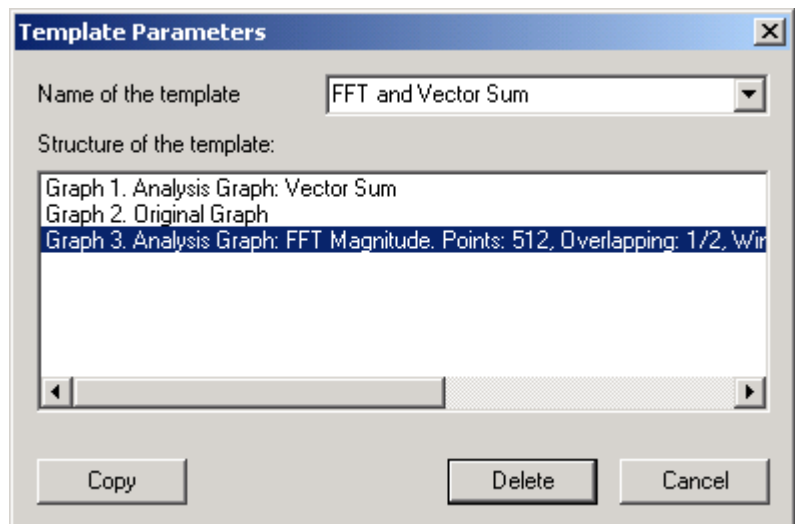 Template Parameters
Name of the template
FFT and Vector Sum
Structure of the template:
Graph 1. Analysis Graph: Vector Sum
Graph 2. Original Graph
Graph 3. Analysis Graph: FFT Magnitude. Points: 512, Overlapping: 1/2, Wir
Copy
Delete
Cancel